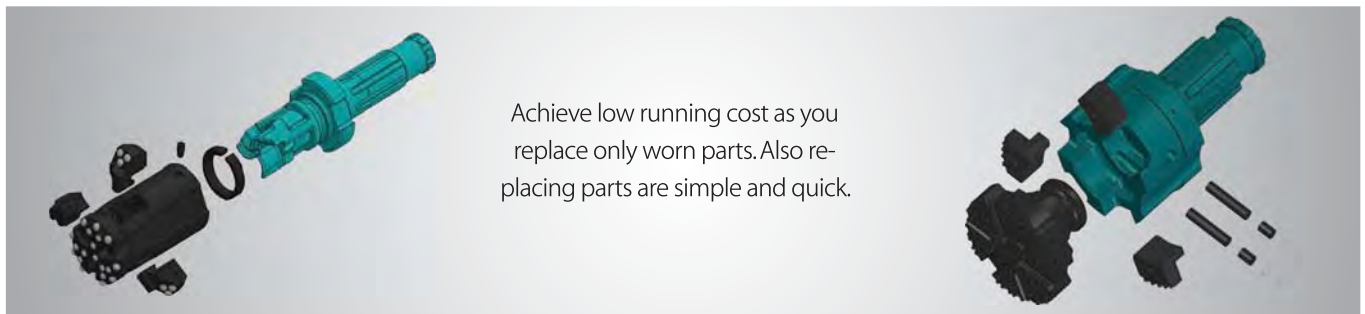 Achieve low running cost as you
replace only worn parts. Also re-
placing parts are simple and quick.